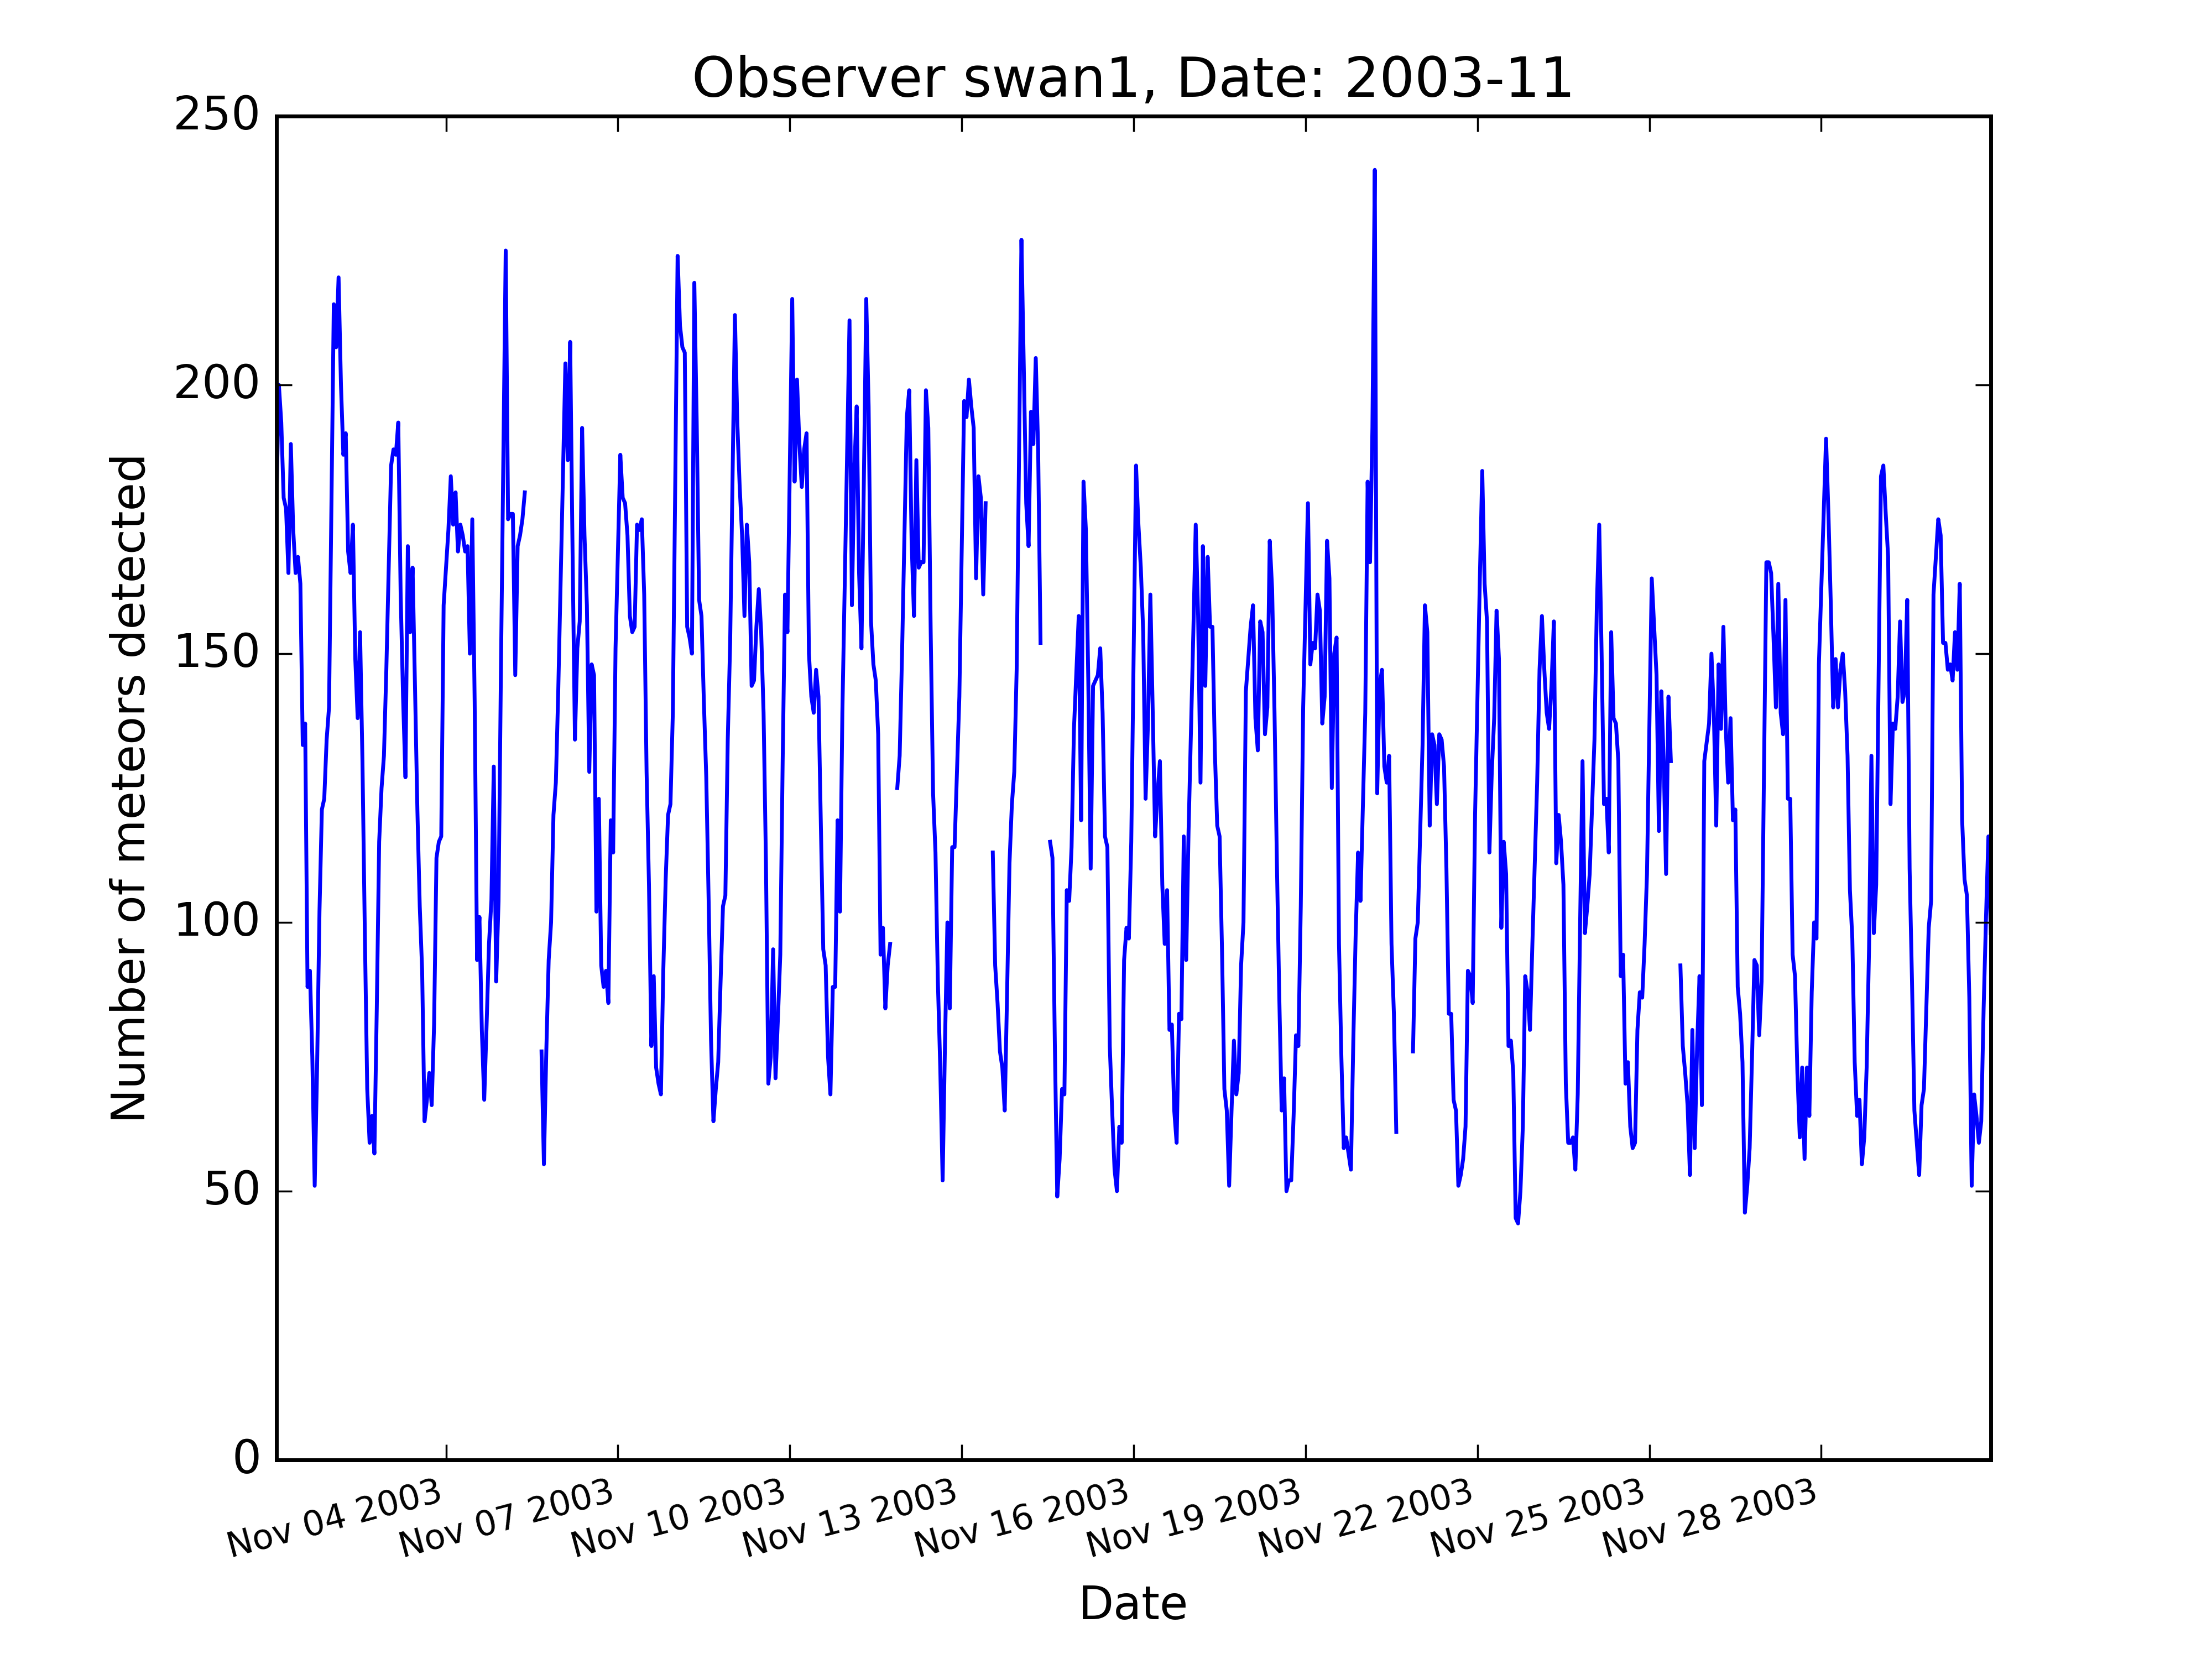 Observer swan1, Date: 2003-11
250
200
150
100
50
0
Number of meteors detected
Nov 04 2003
Nov 07 2003
Nov 10 2003
Nov 13 2003
Nov 16 2003
Nov 19 2003
Nov 22 2003
Nov 25 2003
Nov 28 2003
Date